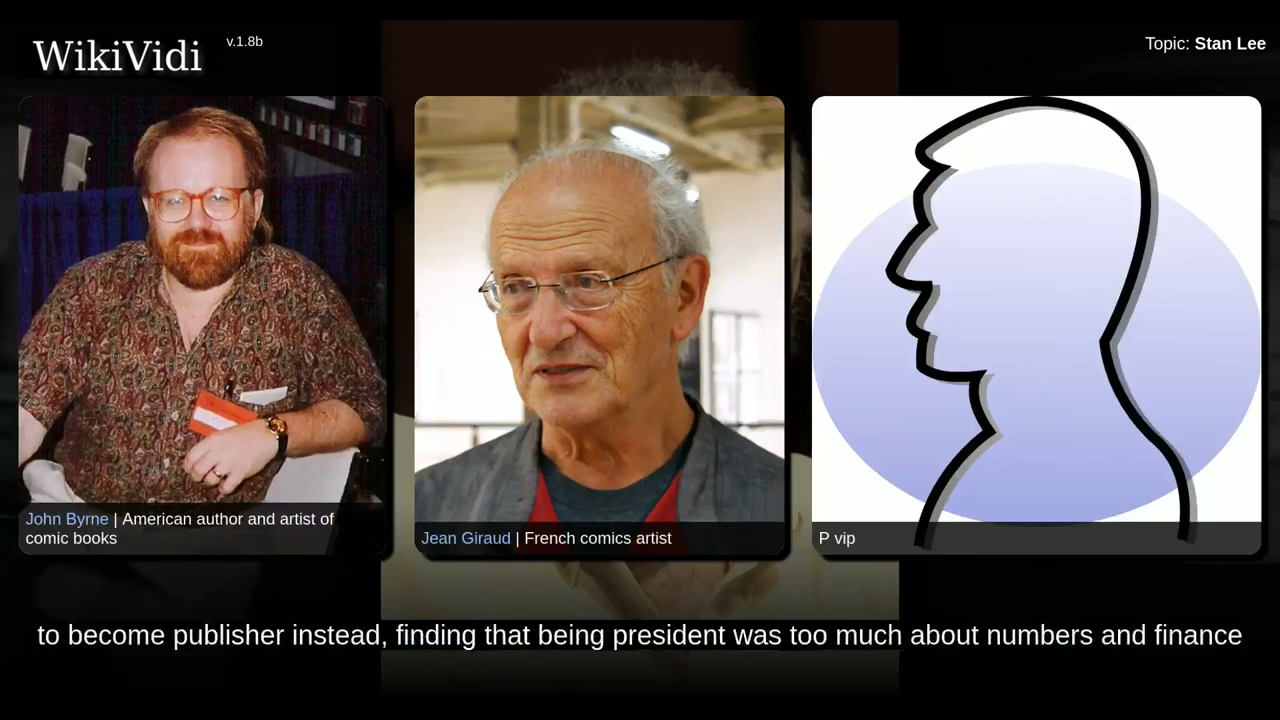 WikiVidi v.1.8b
Topic: Stan Lee
John Byrne | American author and artist of
comic books
Jean Giraud | French comics artist
P vip
to become publisher instead, finding that being president was too much about numbers and finance